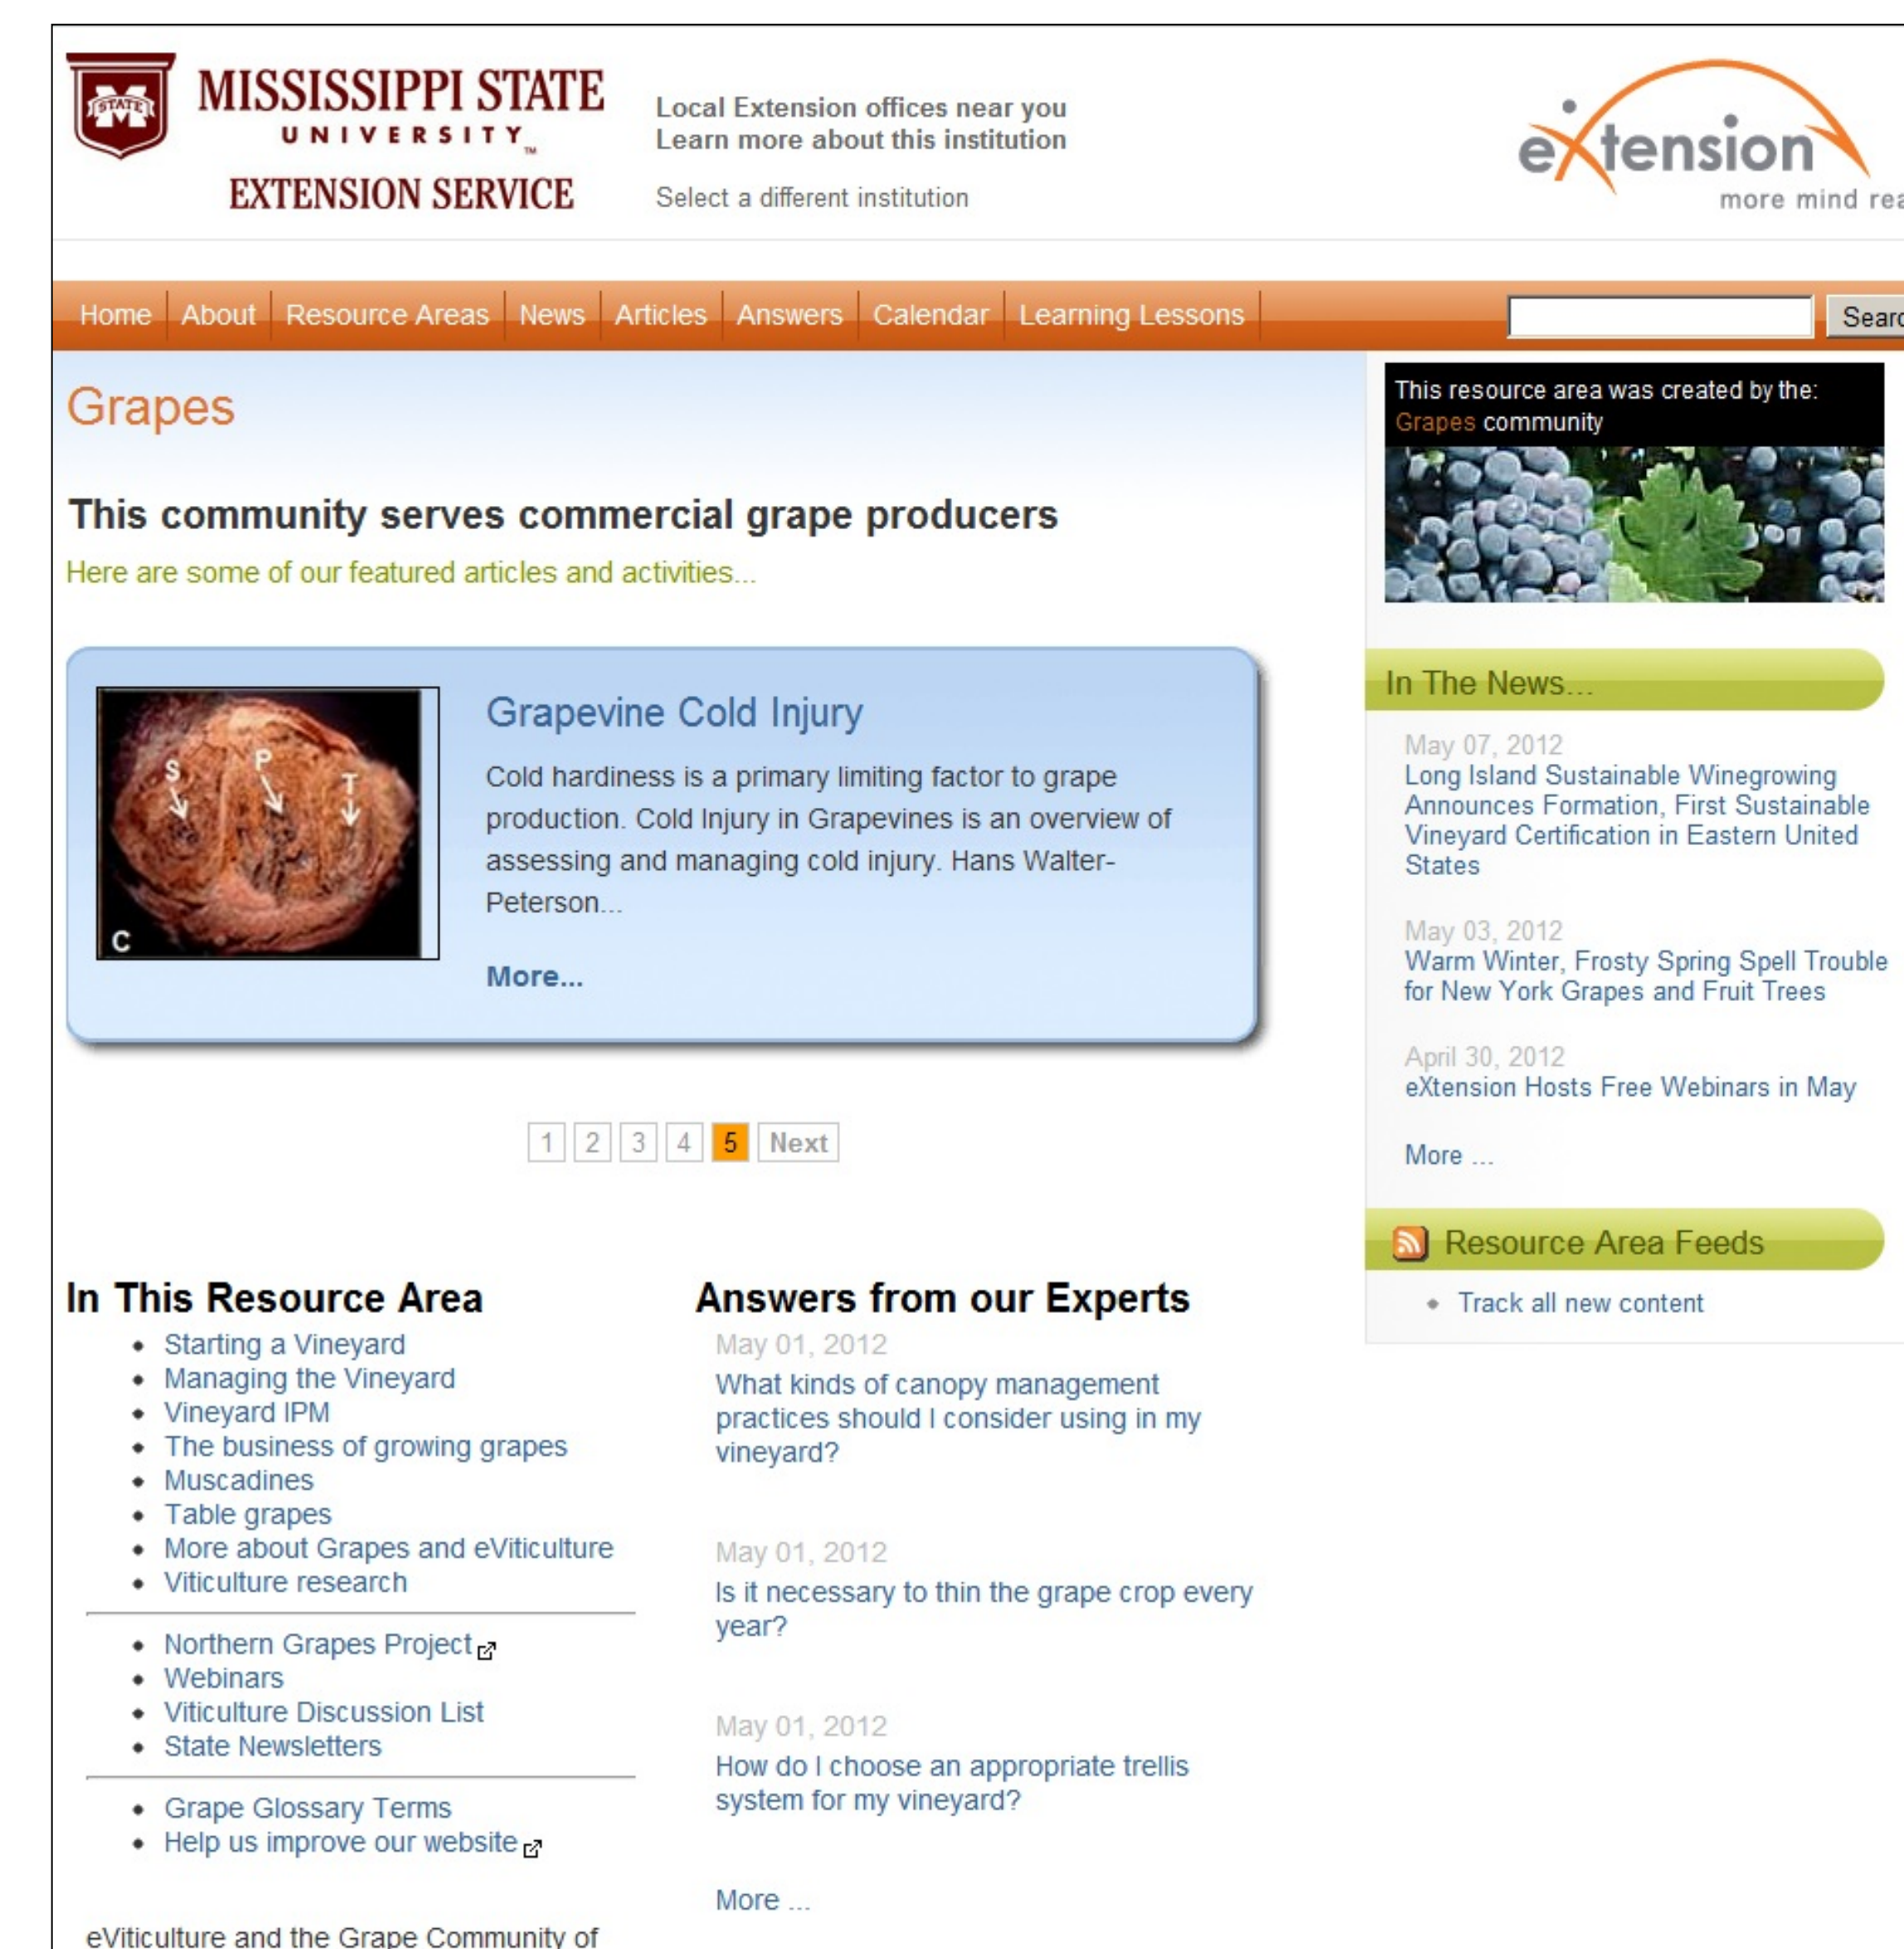 STATE
MISSISSIPPI STATE
UNIVERSITY™
EXTENSION SERVICE
Local Extension offices near you
Learn more about this institution
Select a different institution
eXtension
more mind
Home About Resource Areas News Articles Answers Calendar Learning Lessons
Grapes
This community serves commercial grape producers
Here are some of our featured articles and activities...
S P T
C
Grapevine Cold Injury
Cold hardiness is a primary limiting factor to grape
production. Cold Injury in Grapevines is an overview of
assessing and managing cold injury. Hans Walter-
Peterson...
More...
1 2 3 4 5 Next
In This Resource Area
• Starting a Vineyard
• Managing the Vineyard
• Vineyard IPM
• The business of growing grapes
• Muscadines
• Table grapes
• More about Grapes and eViticulture
• Viticulture research
• Northern Grapes Project
• Webinars
• Viticulture Discussion List
• State Newsletters
• Grape Glossary Terms
• Help us improve our website
eViticulture and the Grape Community of
Answers from our Experts
May 01, 2012
What kinds of canopy management
practices should I consider using in my
vineyard?
May 01, 2012
Is it necessary to thin the grape crop every
year?
May 01, 2012
How do I choose an appropriate trellis
system for my vineyard?
More ...
This resource area was created by the:
Grapes community
In The News...
May 07, 2012
Long Island Sustainable Winegrowing
Announces Formation, First Sustainable
Vineyard Certification in Eastern United
States
May 03, 2012
Warm Winter, Frosty Spring Spell Trouble
for New York Grapes and Fruit Trees
April 30, 2012
eXtension Hosts Free Webinars in May
More ...
Resource Area Feeds
• Track all new content